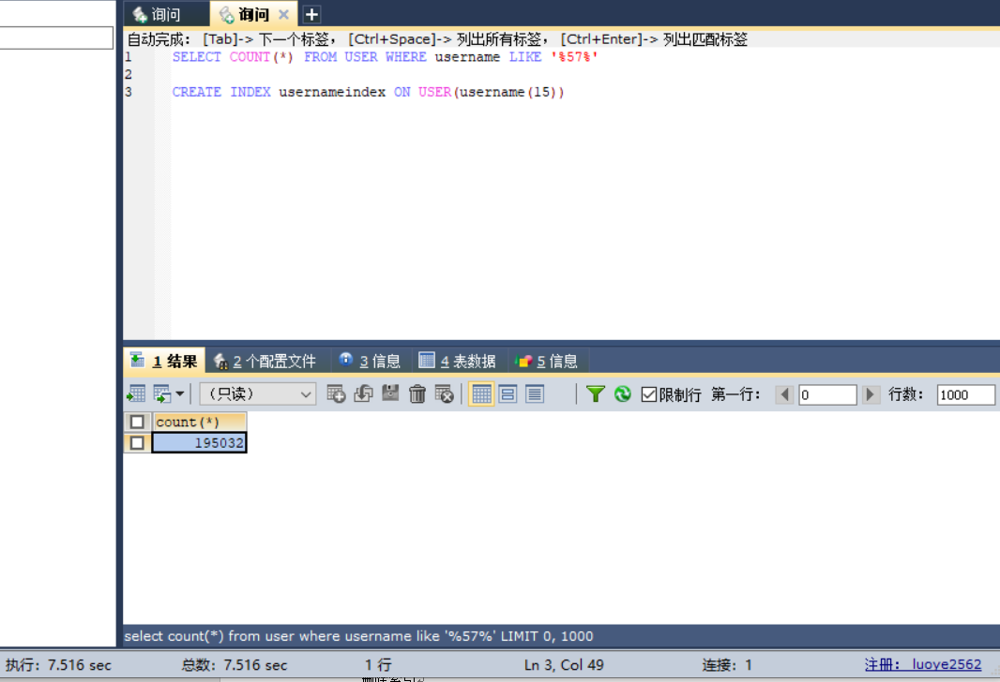 询问 询问
自动完成: [Tab]-> 下一个标签, [Ctrl+Space]-> 列出所有标签, [Ctrl+Enter]-> 列出匹配标签
1 SELECT COUNT(*) FROM USER WHERE username LIKE '%57%'
2
3 CREATE INDEX usernameindex ON USER(username(15))
1 结果 2 个配置文件 3 信息 4 表数据 5 信息
(只读) 限制行 第一行: 0 行数: 1000
count(*)
195032
select count(*) from user where username like '%57%' LIMIT 0, 1000
执行: 7.516 sec 总数: 7.516 sec 1 行 Ln 3, Col 49 连接: 1 注册: luoye2562